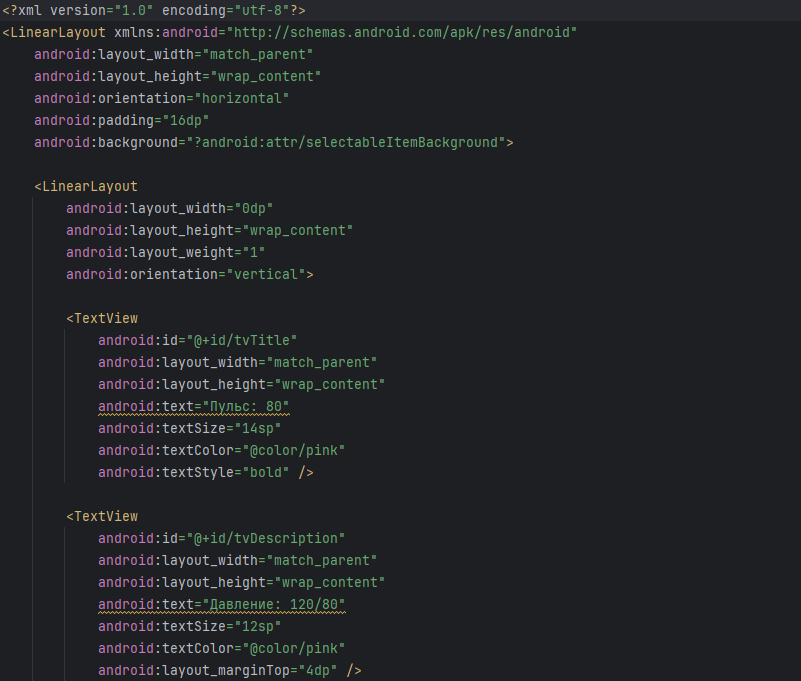 <?xml version="1.0" encoding="utf-8"?>
<LinearLayout xmlns:android="http://schemas.android.com/apk/res/android"
    android:layout_width="match_parent"
    android:layout_height="wrap_content"
    android:orientation="horizontal"
    android:padding="16dp"
    android:background="?android:attr/selectableItemBackground">

    <LinearLayout
        android:layout_width="0dp"
        android:layout_height="wrap_content"
        android:layout_weight="1"
        android:orientation="vertical">

        <TextView
            android:id="@+id/tvTitle"
            android:layout_width="match_parent"
            android:layout_height="wrap_content"
            android:text="Пульс: 80"
            android:textSize="14sp"
            android:textColor="@color/pink"
            android:textStyle="bold" />

        <TextView
            android:id="@+id/tvDescription"
            android:layout_width="match_parent"
            android:layout_height="wrap_content"
            android:text="Давление: 120/80"
            android:textSize="12sp"
            android:textColor="@color/pink"
            android:layout_marginTop="4dp" />